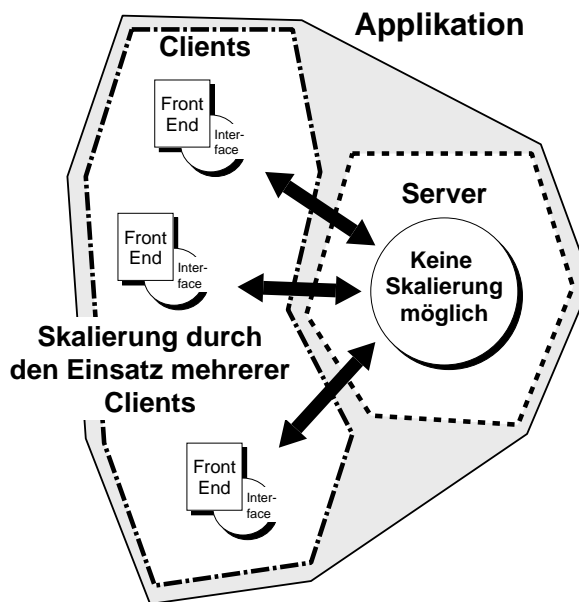 Applikation
Clients
Front
End
Inter-
face
Server
Front
End
Inter-
face
Keine
Skalierung
möglich
Skalierung durch
den Einsatz mehrerer
Clients
Front
End
Inter-
face